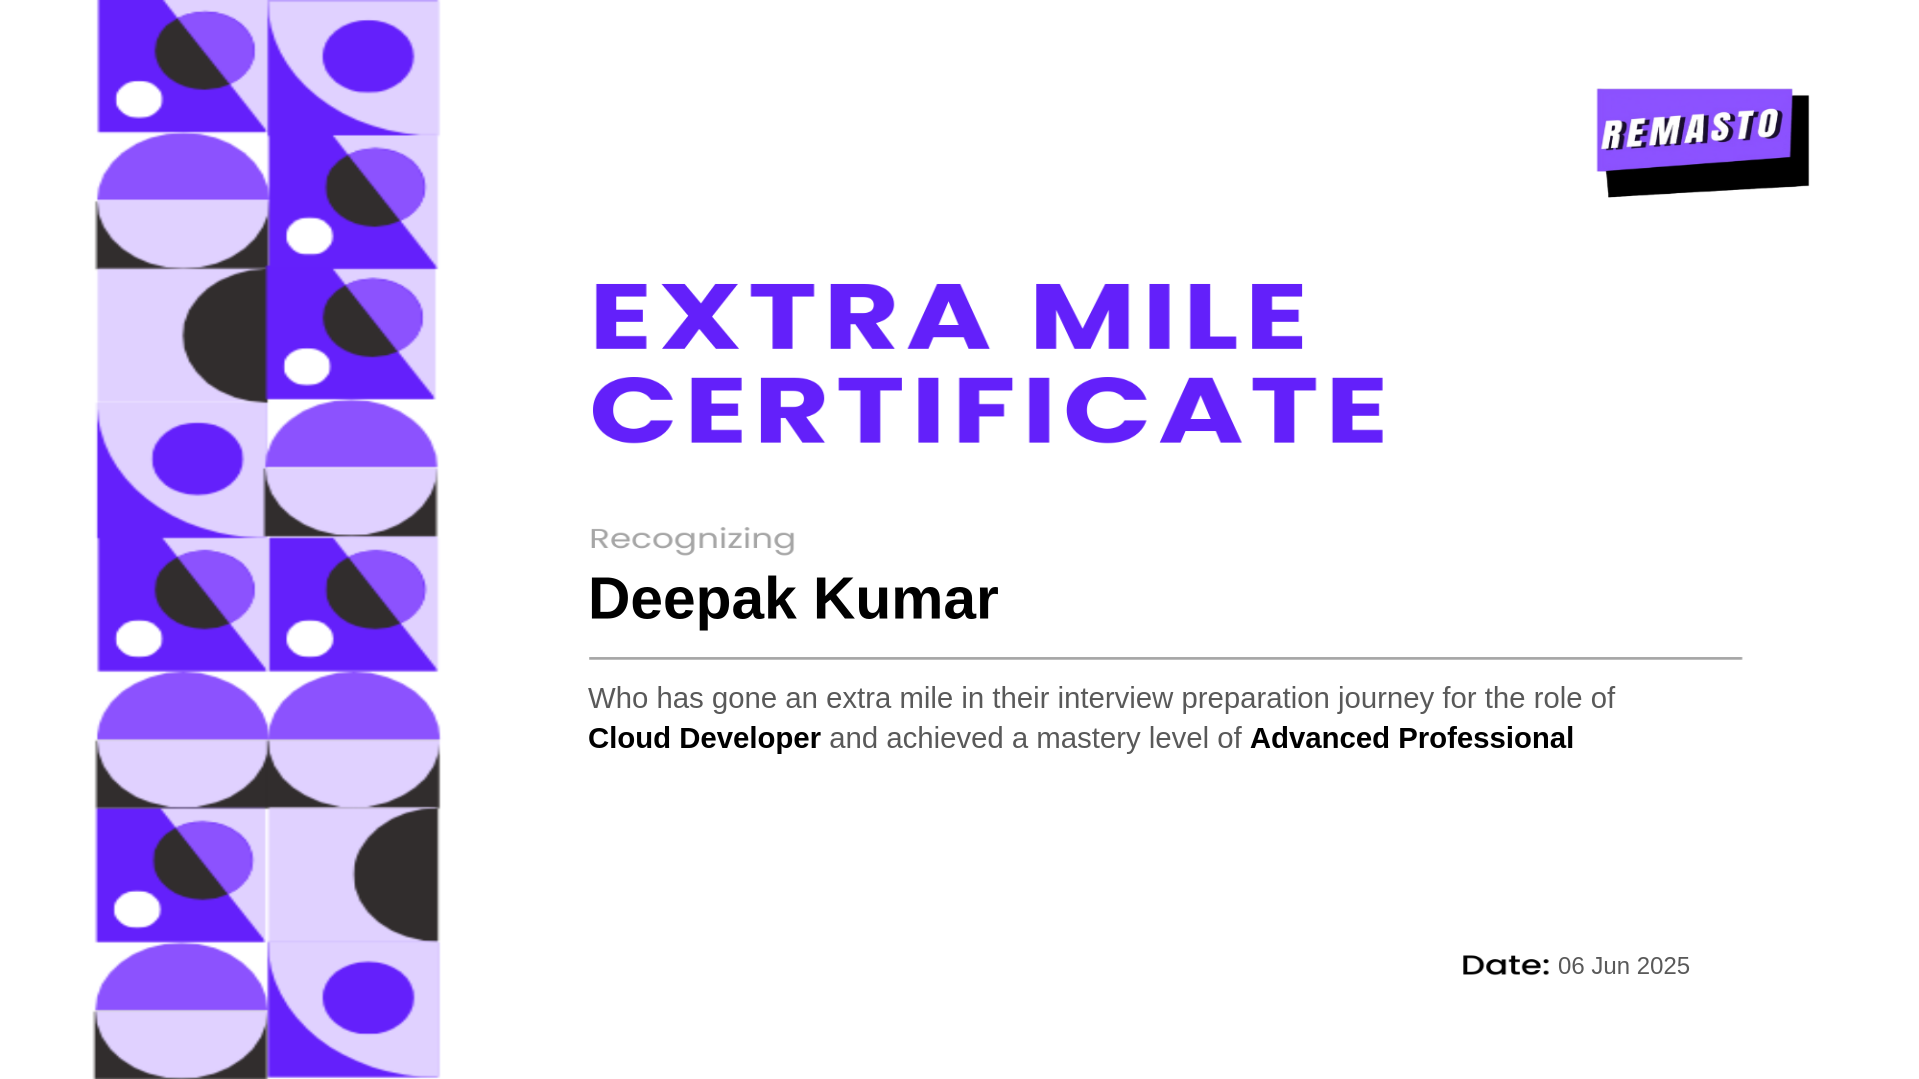 REMASTO
EXTRA MILE
CERTIFICATE
Recognizing
Deepak Kumar
Who has gone an extra mile in their interview preparation journey for the role of
Cloud Developer and achieved a mastery level of Advanced Professional
Date: 06 Jun 2025